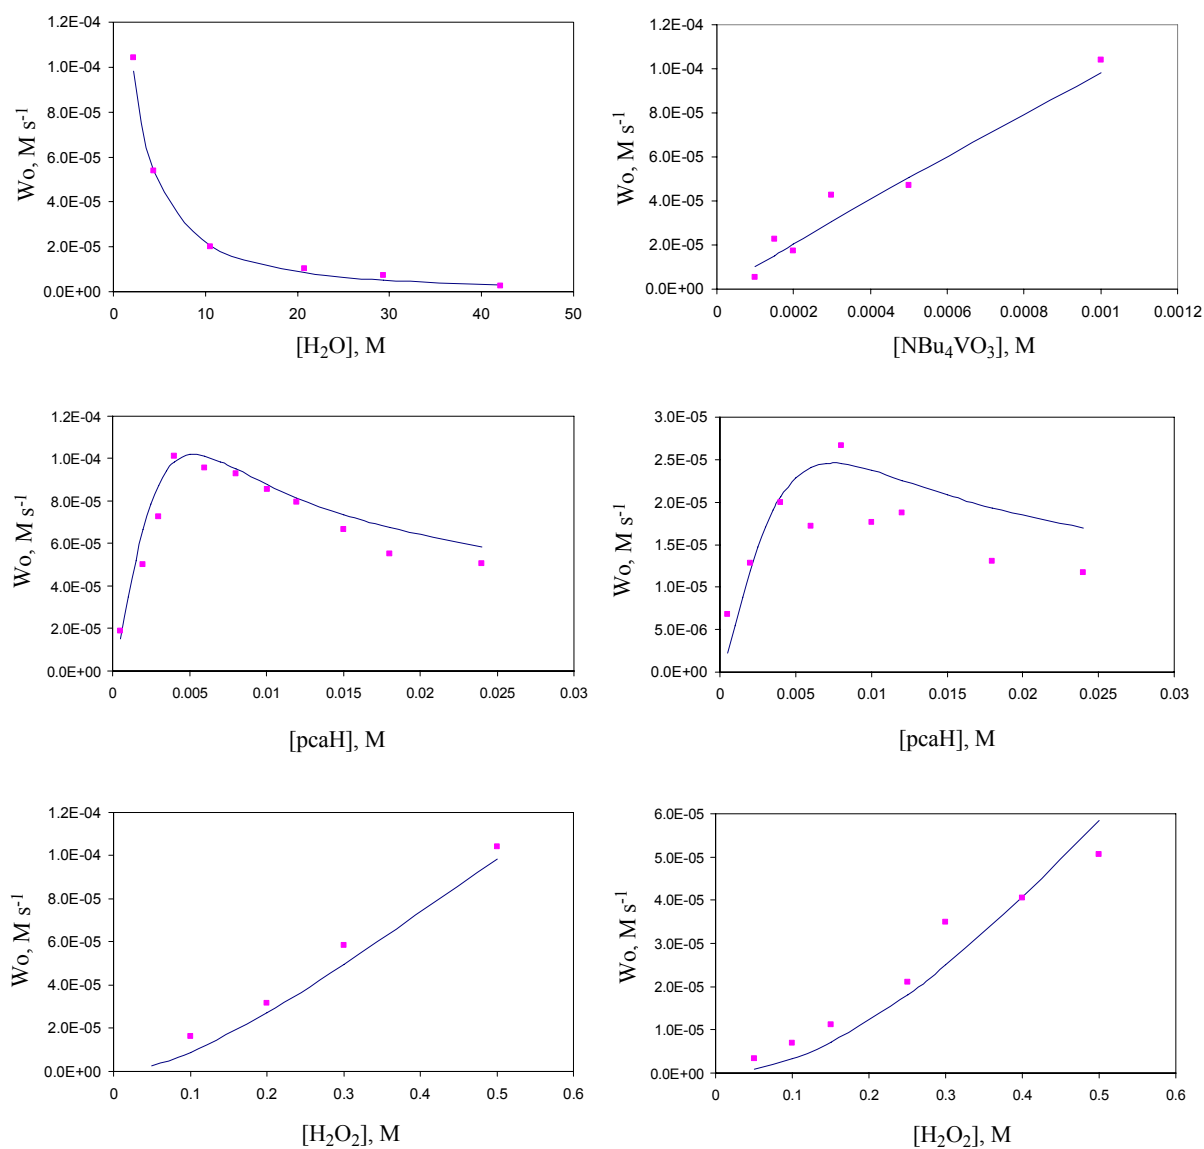 1.2E-04
1.0E-04
8.0E-05
6.0E-05
4.0E-05
2.0E-05
0.0E+00
Wo, M s-1
0 10 20 30 40 50
[H2O], M
1.2E-04
1.0E-04
8.0E-05
6.0E-05
4.0E-05
2.0E-05
0.0E+00
Wo, M s-1
0 0.0002 0.0004 0.0006 0.0008 0.001 0.0012
[NBu4VO3], M
1.2E-04
1.0E-04
8.0E-05
6.0E-05
4.0E-05
2.0E-05
0.0E+00
Wo, M s-1
0 0.005 0.01 0.015 0.02 0.025 0.03
[pcaH], M
3.0E-05
2.5E-05
2.0E-05
1.5E-05
1.0E-05
5.0E-06
0.0E+00
Wo, M s-1
0 0.005 0.01 0.015 0.02 0.025 0.03
[pcaH], M
1.2E-04
1.0E-04
8.0E-05
6.0E-05
4.0E-05
2.0E-05
0.0E+00
Wo, M s-1
0 0.1 0.2 0.3 0.4 0.5 0.6
[H2O2], M
6.0E-05
5.0E-05
4.0E-05
3.0E-05
2.0E-05
1.0E-05
0.0E+00
Wo, M s-1
0 0.1 0.2 0.3 0.4 0.5 0.6
[H2O2], M